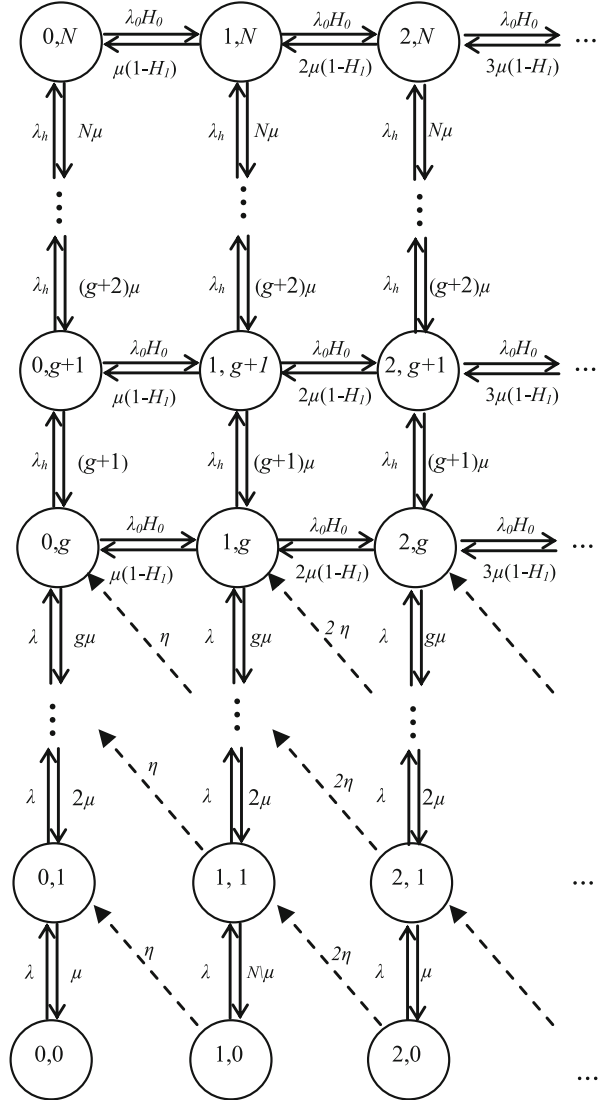 λ₀H₀ λ₀H₀ λ₀H₀
0,N 1,N 2,N ...
μ(1-H₁) 2μ(1-H₁) 3μ(1-H₁)
λₕ Nμ λₕ Nμ λₕ Nμ
⋮ ⋮ ⋮
λₕ (g+2)μ λₕ (g+2)μ λₕ (g+2)μ
λ₀H₀ λ₀H₀ λ₀H₀
0,g+1 1, g+1 2, g+1 ...
μ(1-H₁) 2μ(1-H₁) 3μ(1-H₁)
λₕ (g+1) λₕ (g+1)μ λₕ (g+1)μ
λ₀H₀ λ₀H₀ λ₀H₀
0,g 1,g 2,g ...
μ(1-H₁) 2μ(1-H₁) 3μ(1-H₁)
λ gμ η λ gμ 2 η λ gμ
⋮ ⋮ ⋮
λ 2μ η λ 2μ 2η λ 2μ
0,1 1, 1 2, 1 ...
λ μ η λ N\μ 2η λ μ
0,0 1,0 2,0 ...